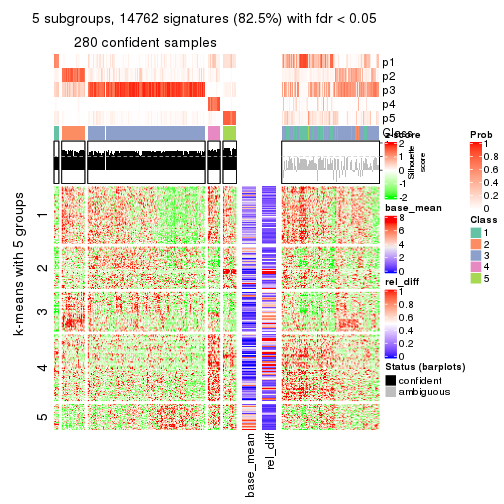 5 subgroups, 14762 signatures (82.5%) with fdr < 0.05
280 confident samples
p1
p2
p3
p4
p5
Class
1
2
3
4
5
k-means with 5 groups
base_mean
rel_diff
Silhouette
score
z-score
2
1
0
-1
-2
base_mean
8
6
4
2
0
rel_diff
1
0.8
0.6
0.4
0.2
0
Status (barplots)
confident
ambiguous
Prob
1
0.8
0.6
0.4
0.2
0
Class
1
2
3
4
5